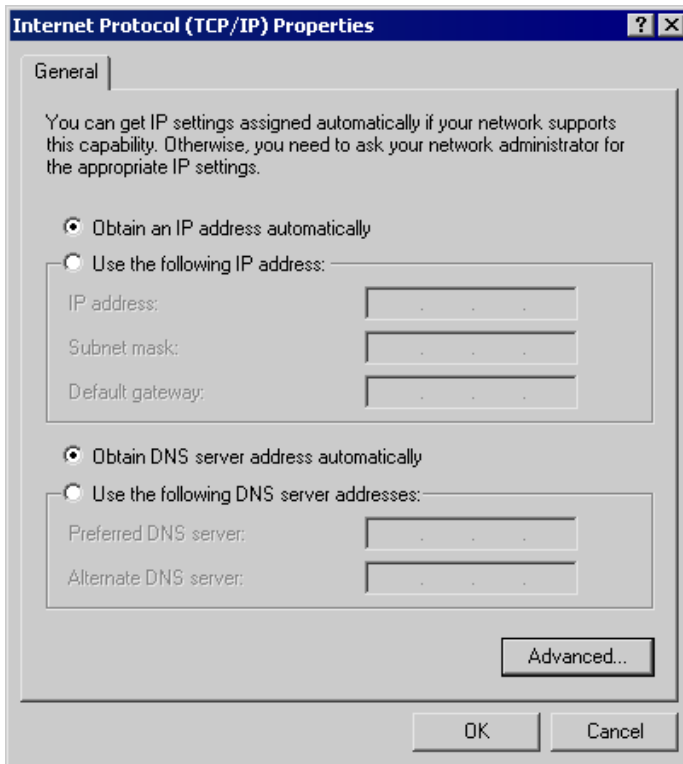 Internet Protocol (TCP/IP) Properties
General
You can get IP settings assigned automatically if your network supports
this capability. Otherwise, you need to ask your network administrator for
the appropriate IP settings.
Obtain an IP address automatically
Use the following IP address:
IP address:
Subnet mask:
Default gateway:
Obtain DNS server address automatically
Use the following DNS server addresses:
Preferred DNS server:
Alternate DNS server:
Advanced...
OK Cancel